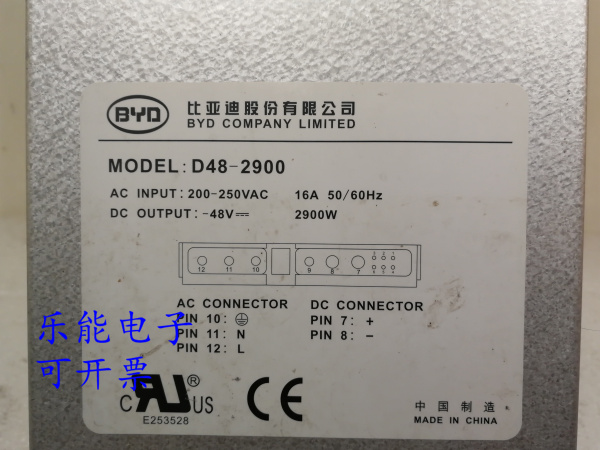 BYD
比亚迪股份有限公司
BYD COMPANY LIMITED
MODEL: D48-2900
AC INPUT: 200-250VAC 16A 50/60Hz
DC OUTPUT: -48V⎓ 2900W
12 11 10 9 8 7
AC CONNECTOR DC CONNECTOR
PIN 10: ⏚ PIN 7: +
PIN 11: N PIN 8: −
PIN 12: L
乐能电子
可开票
C RU US ®
E253528
CE
中国制造
MADE IN CHINA